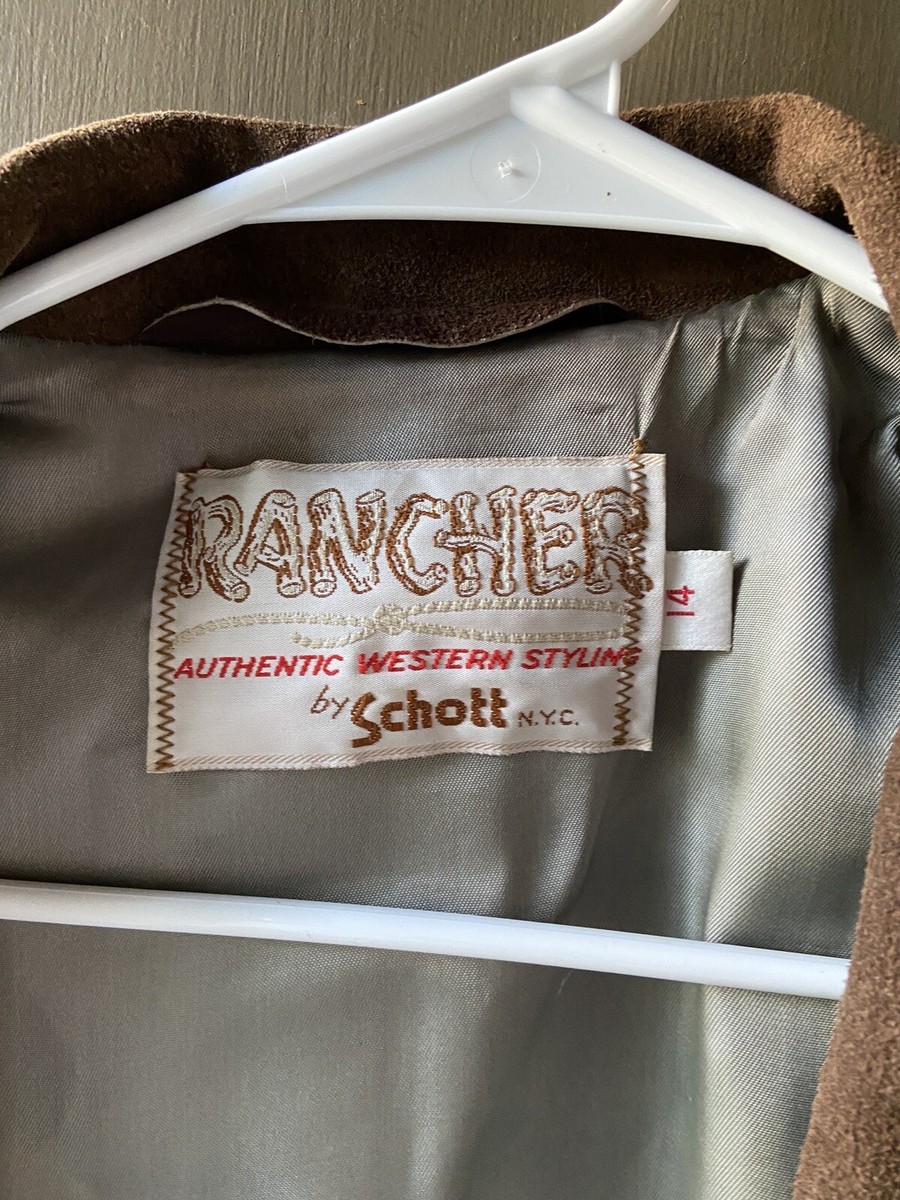 RANCHER
14
AUTHENTIC WESTERN STYLING
by Schott N.Y.C.